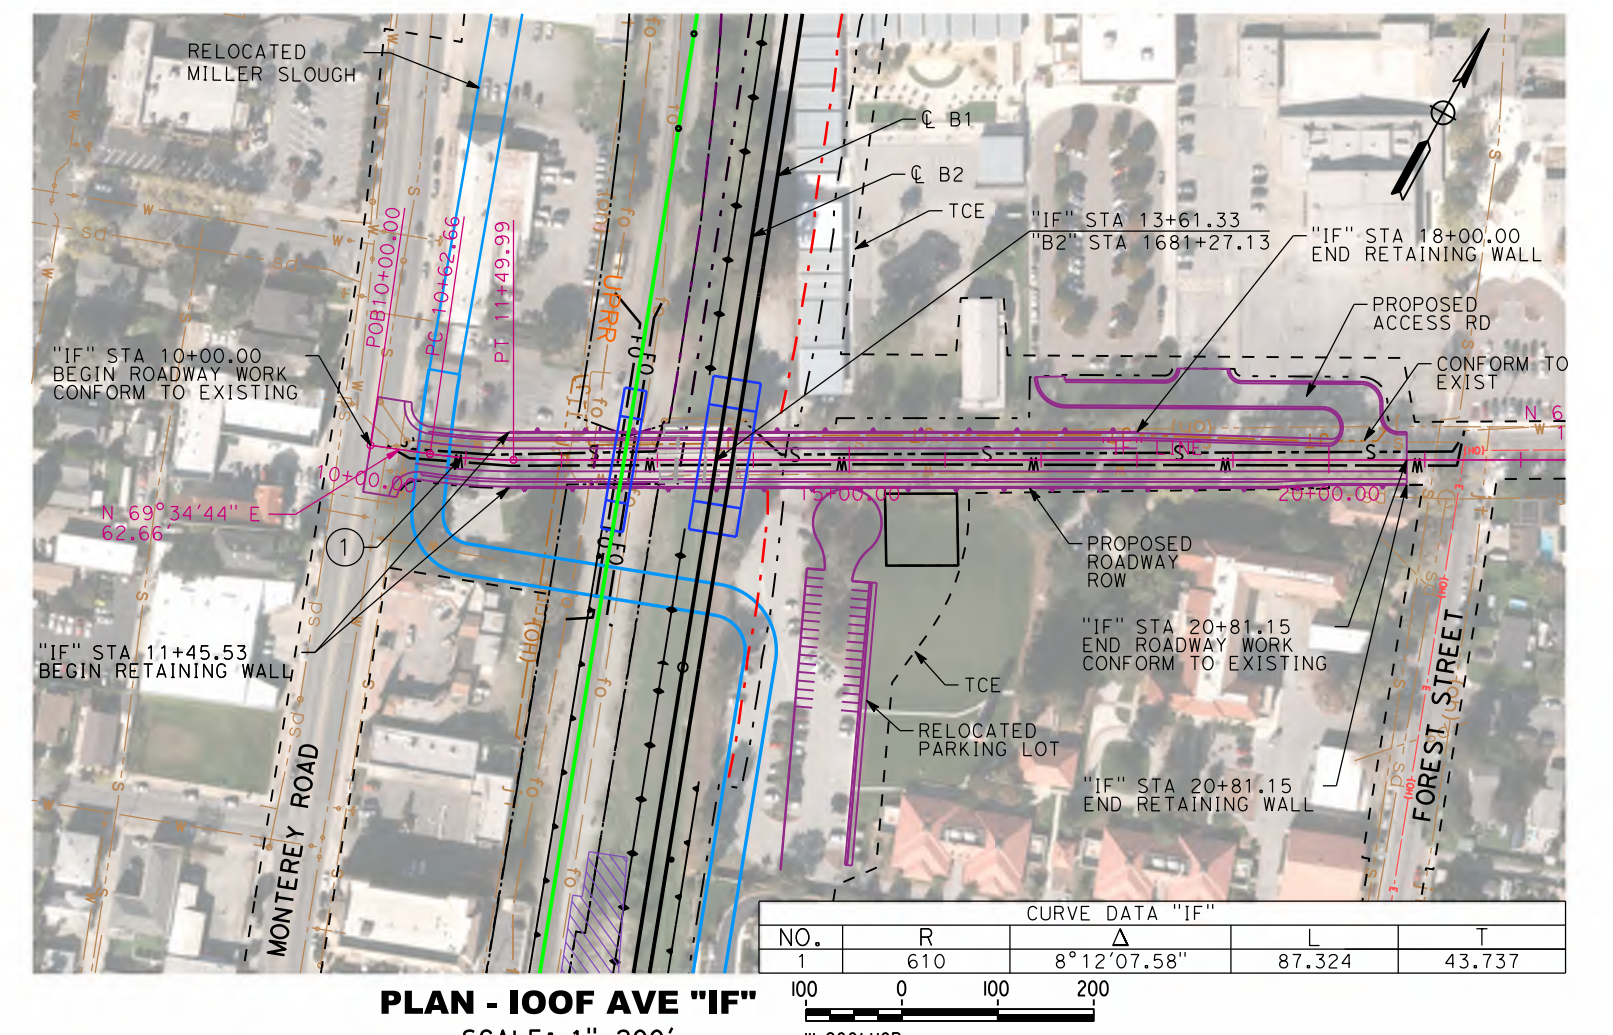 RELOCATED
MILLER SLOUGH
℄ B1
℄ B2
TCE
"IF" STA 13+61.33
"B2" STA 1681+27.13
"IF" STA 18+00.00
END RETAINING WALL
PROPOSED
ACCESS RD
CONFORM TO
EXIST
POB10+00.00
PC 10+62.66
PT 11+49.99
UPRR
"IF" STA 10+00.00
BEGIN ROADWAY WORK
CONFORM TO EXISTING
10+00.00
N 69°34'44" E
62.66'
1
15+00.00
20+00.00
"IF" LINE
N 6
PROPOSED
ROADWAY
ROW
"IF" STA 11+45.53
BEGIN RETAINING WALL
"IF" STA 20+81.15
END ROADWAY WORK
CONFORM TO EXISTING
TCE
RELOCATED
PARKING LOT
"IF" STA 20+81.15
END RETAINING WALL
MONTEREY ROAD
FOREST STREET
CURVE DATA "IF"
NO. R Δ L T
1 610 8°12'07.58" 87.324 43.737
PLAN - IOOF AVE "IF"
100 0 100 200